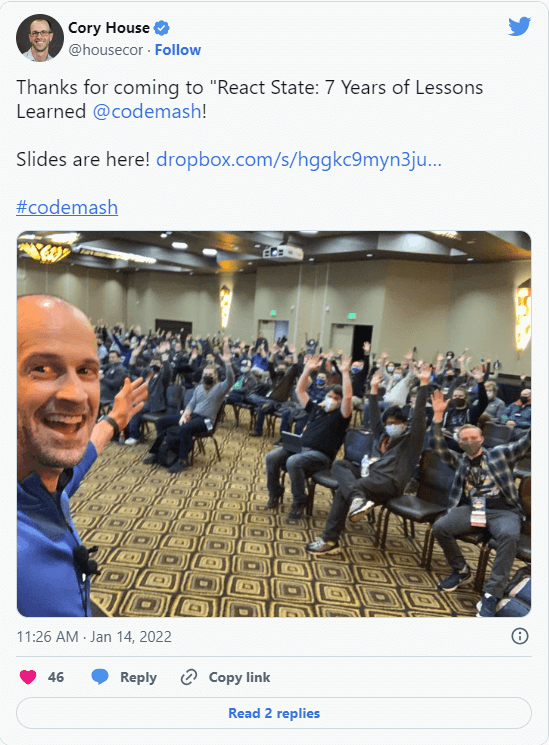 Cory House
@housecor · Follow
Thanks for coming to "React State: 7 Years of Lessons
Learned @codemash!
Slides are here! dropbox.com/s/hggkc9myn3ju...
#codemash
11:26 AM · Jan 14, 2022
46 Reply Copy link
Read 2 replies